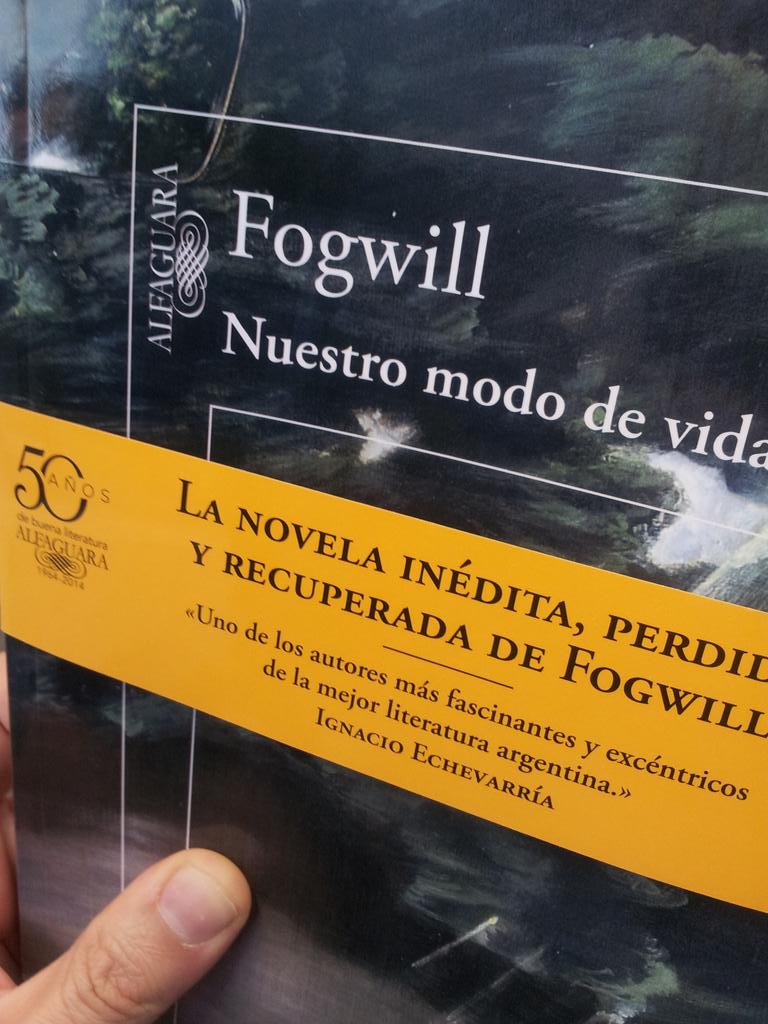 ALFAGUARA
Fogwill
Nuestro modo de vida
50 AÑOS
de buena literatura
ALFAGUARA
1964-2014
LA NOVELA INÉDITA, PERDID
Y RECUPERADA DE FOGWILL
«Uno de los autores más fascinantes y excéntricos
de la mejor literatura argentina.»
IGNACIO ECHEVARRÍA